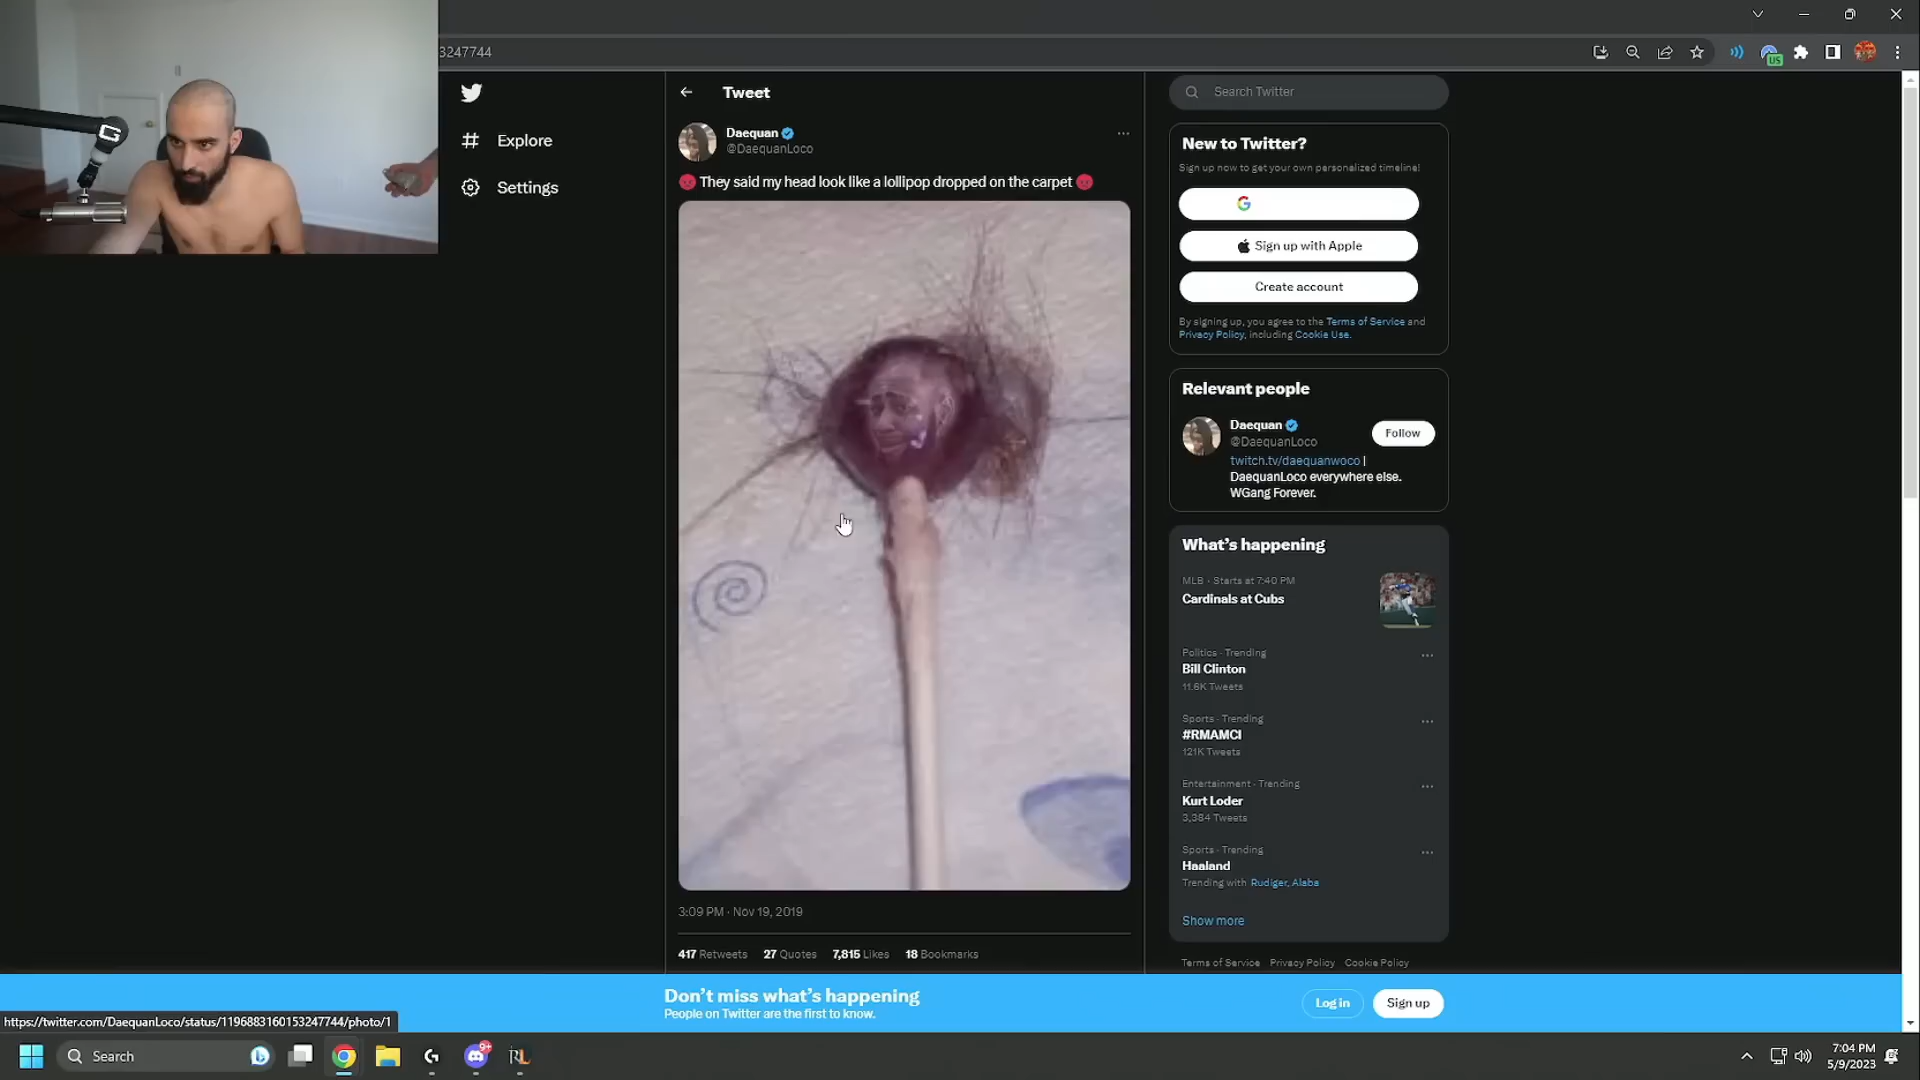 3247744
Tweet
Search Twitter
Daequan
@DaequanLoco
Explore
Settings
They said my head look like a lollipop dropped on the carpet
New to Twitter?
Sign up now to get your own personalized timeline!
Sign up with Apple
Create account
By signing up, you agree to the Terms of Service and
Privacy Policy, including Cookie Use.
Relevant people
Daequan
@DaequanLoco
Follow
twitch.tv/daequanwoco |
DaequanLoco everywhere else.
WGang Forever.
What's happening
MLB · Starts at 7:40 PM
Cardinals at Cubs
Politics · Trending
Bill Clinton
11.6K Tweets
Sports · Trending
#RMAMCI
121K Tweets
Entertainment · Trending
Kurt Loder
3,384 Tweets
Sports · Trending
Haaland
Trending with Rudiger, Alaba
Show more
3:09 PM · Nov 19, 2019
417 Retweets 27 Quotes 7,815 Likes 18 Bookmarks
Terms of Service Privacy Policy Cookie Policy
Don't miss what's happening
People on Twitter are the first to know.
Log in
Sign up
https://twitter.com/DaequanLoco/status/1196883160153247744/photo/1
Search
7:04 PM
5/9/2023
US
9+
RL